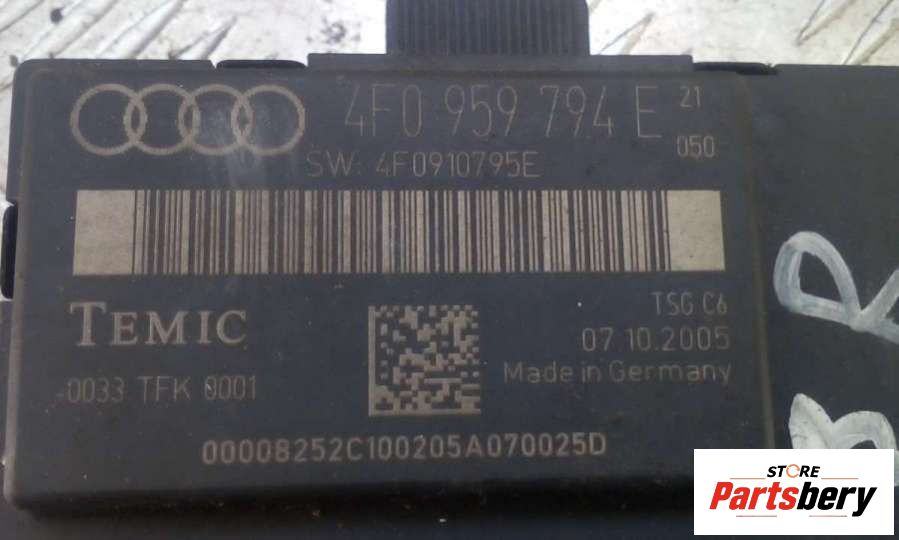 4F0 959 794 E 21
050
SW: 4F0910795E
TEMIC
TSG C6
07.10.2005
Made in Germany
-0033 TFK 0001
00008252C100205A070025D
R
STORE
Partsbery